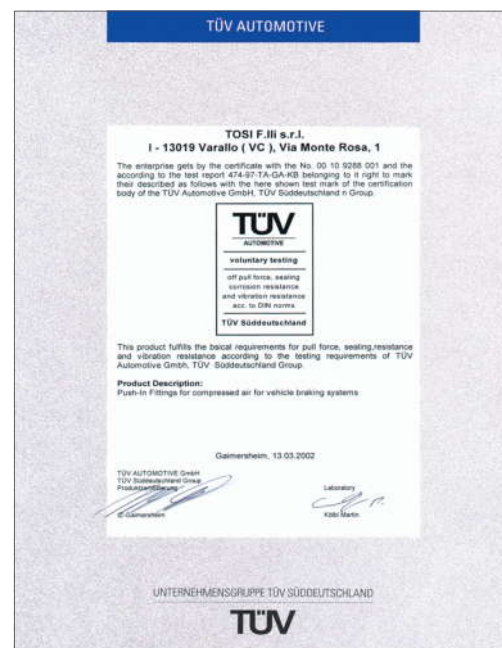 TÜV AUTOMOTIVE
TOSI F.lli s.r.l.
I - 13019 Varallo ( VC ), Via Monte Rosa, 1
The enterprise gets by the certificate with the No. 00 10 9288 001 and the
according to the test report 474-97-TA-GA-KB belonging to it right to mark
their described as follows with the here shown test mark of the certification
body of the TÜV Automotive GmbH, TÜV Süddeutschland n Group.
TÜV
AUTOMOTIVE
voluntary testing
off pull force, sealing
corrosion resistance
and vibration resistance
acc. to DIN norms
TÜV Süddeutschland
This product fulfills the bsical requirements for pull force, sealing,resistance
and vibration resistance according to the testing requirements of TÜV
Automotive Gmbh, TÜV Süddeutschland Group.
Product Description:
Push-In Fittings for compressed air for vehicle braking systems
Gaimersheim, 13.03.2002
TÜV AUTOMOTIVE GmbH
TÜV Süddeutschland Group
Produktzertifizierung
Laboratory
Gaimersheim
Kölbl Martin
UNTERNEHMENSGRUPPE TÜV SÜDDEUTSCHLAND
TÜV